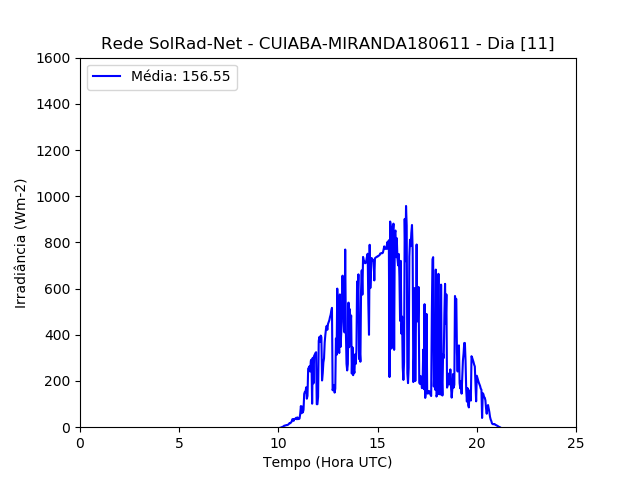 Rede SolRad-Net - CUIABA-MIRANDA180611 - Dia [11]
Média: 156.55
Irradiância (Wm-2)
1600
1400
1200
1000
800
600
400
200
0
0 5 10 15 20 25
Tempo (Hora UTC)